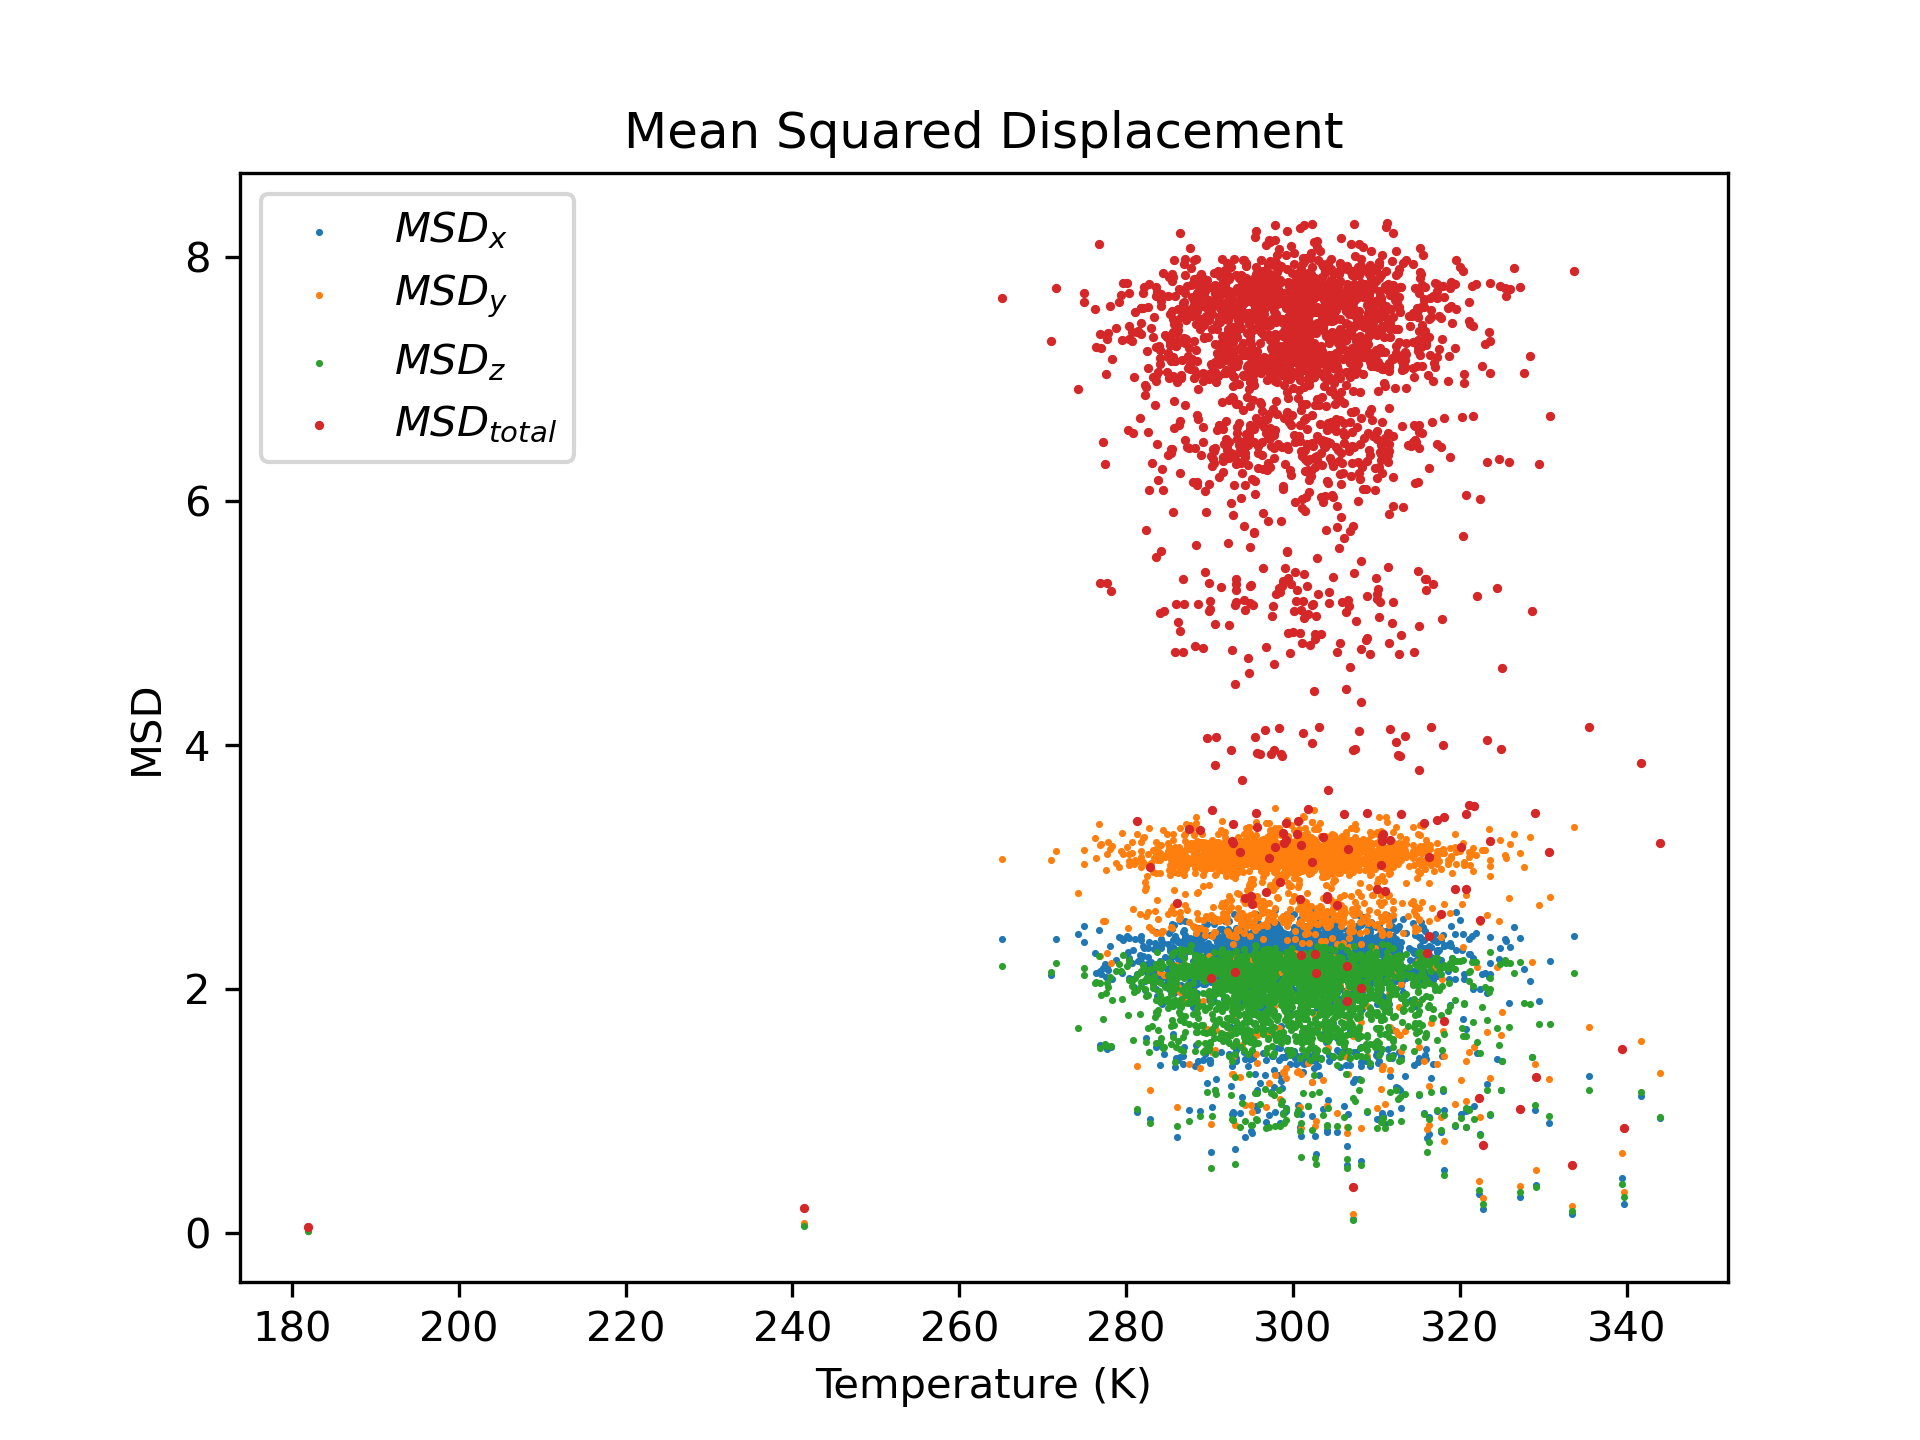 Mean Squared Displacement
MSD_x
MSD_y
MSD_z
MSD_total
8
6
4
2
0
MSD
180 200 220 240 260 280 300 320 340
Temperature (K)